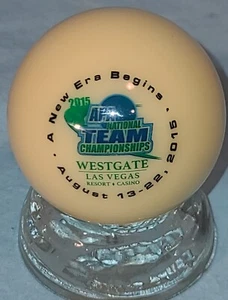 A New Era Begins
2015
APA
NATIONAL
TEAM
CHAMPIONSHIPS
WESTGATE
LAS VEGAS
RESORT • CASINO
• August 13-22, 2015 •